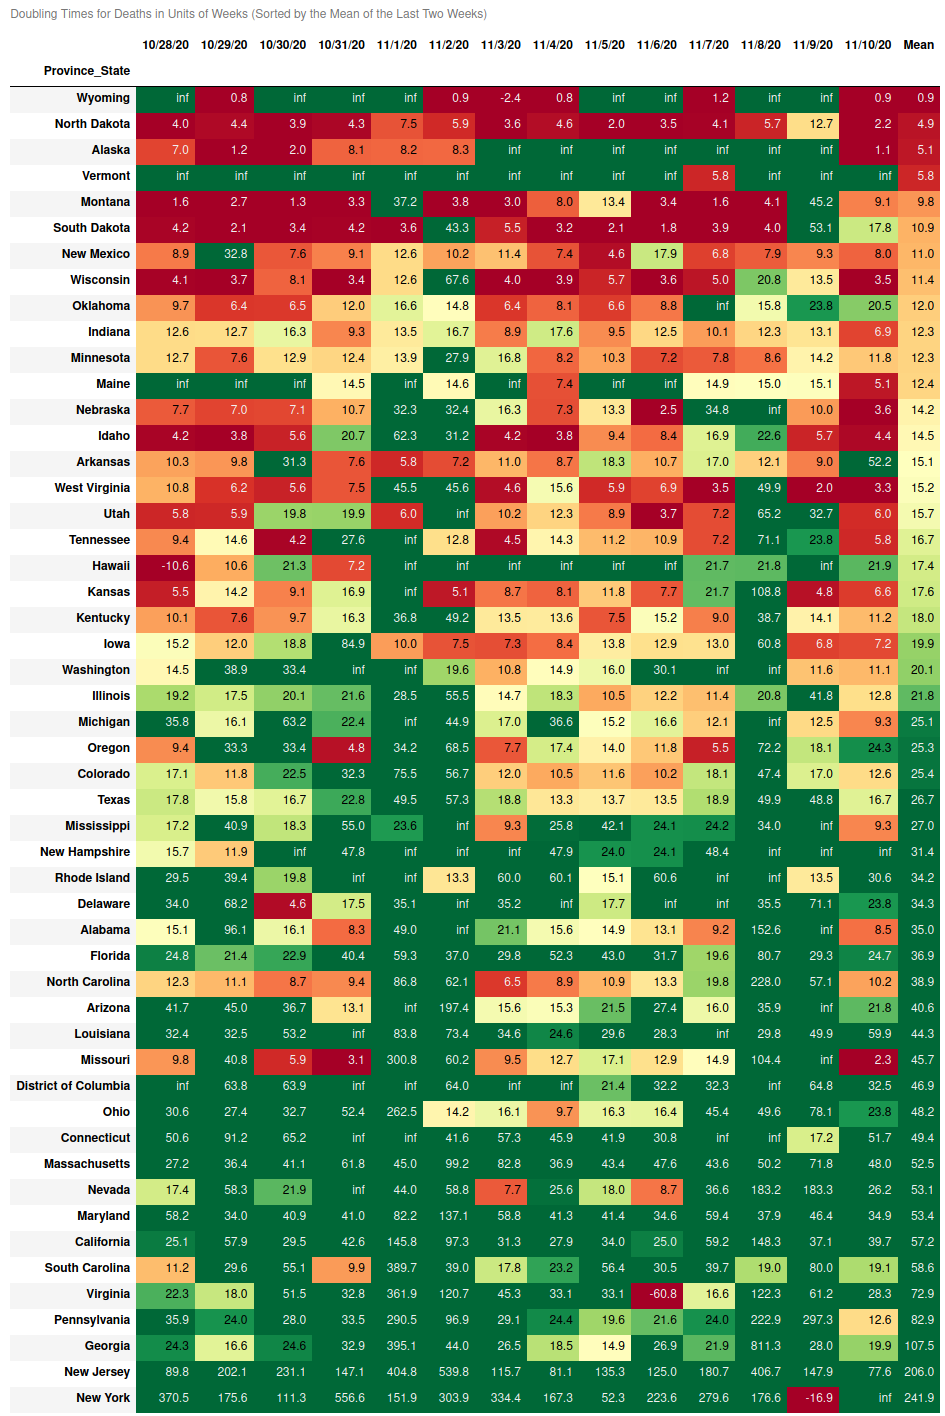 Doubling Times for Deaths in Units of Weeks (Sorted by the Mean of the Last Two Weeks)
10/28/20 10/29/20 10/30/20 10/31/20 11/1/20 11/2/20 11/3/20 11/4/20 11/5/20 11/6/20 11/7/20 11/8/20 11/9/20 11/10/20 Mean
Province_State
Wyoming inf 0.8 inf inf inf 0.9 -2.4 0.8 inf inf 1.2 inf inf 0.9 0.9
North Dakota 4.0 4.4 3.9 4.3 7.5 5.9 3.6 4.6 2.0 3.5 4.1 5.7 12.7 2.2 4.9
Alaska 7.0 1.2 2.0 8.1 8.2 8.3 inf inf inf inf inf inf inf 1.1 5.1
Vermont inf inf inf inf inf inf inf inf inf inf 5.8 inf inf inf 5.8
Montana 1.6 2.7 1.3 3.3 37.2 3.8 3.0 8.0 13.4 3.4 1.6 4.1 45.2 9.1 9.8
South Dakota 4.2 2.1 3.4 4.2 3.6 43.3 5.5 3.2 2.1 1.8 3.9 4.0 53.1 17.8 10.9
New Mexico 8.9 32.8 7.6 9.1 12.6 10.2 11.4 7.4 4.6 17.9 6.8 7.9 9.3 8.0 11.0
Wisconsin 4.1 3.7 8.1 3.4 12.6 67.6 4.0 3.9 5.7 3.6 5.0 20.8 13.5 3.5 11.4
Oklahoma 9.7 6.4 6.5 12.0 16.6 14.8 6.4 8.1 6.6 8.8 inf 15.8 23.8 20.5 12.0
Indiana 12.6 12.7 16.3 9.3 13.5 16.7 8.9 17.6 9.5 12.5 10.1 12.3 13.1 6.9 12.3
Minnesota 12.7 7.6 12.9 12.4 13.9 27.9 16.8 8.2 10.3 7.2 7.8 8.6 14.2 11.8 12.3
Maine inf inf inf 14.5 inf 14.6 inf 7.4 inf inf 14.9 15.0 15.1 5.1 12.4
Nebraska 7.7 7.0 7.1 10.7 32.3 32.4 16.3 7.3 13.3 2.5 34.8 inf 10.0 3.6 14.2
Idaho 4.2 3.8 5.6 20.7 62.3 31.2 4.2 3.8 9.4 8.4 16.9 22.6 5.7 4.4 14.5
Arkansas 10.3 9.8 31.3 7.6 5.8 7.2 11.0 8.7 18.3 10.7 17.0 12.1 9.0 52.2 15.1
West Virginia 10.8 6.2 5.6 7.5 45.5 45.6 4.6 15.6 5.9 6.9 3.5 49.9 2.0 3.3 15.2
Utah 5.8 5.9 19.8 19.9 6.0 inf 10.2 12.3 8.9 3.7 7.2 65.2 32.7 6.0 15.7
Tennessee 9.4 14.6 4.2 27.6 inf 12.8 4.5 14.3 11.2 10.9 7.2 71.1 23.8 5.8 16.7
Hawaii -10.6 10.6 21.3 7.2 inf inf inf inf inf inf 21.7 21.8 inf 21.9 17.4
Kansas 5.5 14.2 9.1 16.9 inf 5.1 8.7 8.1 11.8 7.7 21.7 108.8 4.8 6.6 17.6
Kentucky 10.1 7.6 9.7 16.3 36.8 49.2 13.5 13.6 7.5 15.2 9.0 38.7 14.1 11.2 18.0
Iowa 15.2 12.0 18.8 84.9 10.0 7.5 7.3 8.4 13.8 12.9 13.0 60.8 6.8 7.2 19.9
Washington 14.5 38.9 33.4 inf inf 19.6 10.8 14.9 16.0 30.1 inf inf 11.6 11.1 20.1
Illinois 19.2 17.5 20.1 21.6 28.5 55.5 14.7 18.3 10.5 12.2 11.4 20.8 41.8 12.8 21.8
Michigan 35.8 16.1 63.2 22.4 inf 44.9 17.0 36.6 15.2 16.6 12.1 inf 12.5 9.3 25.1
Oregon 9.4 33.3 33.4 4.8 34.2 68.5 7.7 17.4 14.0 11.8 5.5 72.2 18.1 24.3 25.3
Colorado 17.1 11.8 22.5 32.3 75.5 56.7 12.0 10.5 11.6 10.2 18.1 47.4 17.0 12.6 25.4
Texas 17.8 15.8 16.7 22.8 49.5 57.3 18.8 13.3 13.7 13.5 18.9 49.9 48.8 16.7 26.7
Mississippi 17.2 40.9 18.3 55.0 23.6 inf 9.3 25.8 42.1 24.1 24.2 34.0 inf 9.3 27.0
New Hampshire 15.7 11.9 inf 47.8 inf inf inf 47.9 24.0 24.1 48.4 inf inf inf 31.4
Rhode Island 29.5 39.4 19.8 inf inf 13.3 60.0 60.1 15.1 60.6 inf inf 13.5 30.6 34.2
Delaware 34.0 68.2 4.6 17.5 35.1 inf 35.2 inf 17.7 inf inf 35.5 71.1 23.8 34.3
Alabama 15.1 96.1 16.1 8.3 49.0 inf 21.1 15.6 14.9 13.1 9.2 152.6 inf 8.5 35.0
Florida 24.8 21.4 22.9 40.4 59.3 37.0 29.8 52.3 43.0 31.7 19.6 80.7 29.3 24.7 36.9
North Carolina 12.3 11.1 8.7 9.4 86.8 62.1 6.5 8.9 10.9 13.3 19.8 228.0 57.1 10.2 38.9
Arizona 41.7 45.0 36.7 13.1 inf 197.4 15.6 15.3 21.5 27.4 16.0 35.9 inf 21.8 40.6
Louisiana 32.4 32.5 53.2 inf 83.8 73.4 34.6 24.6 29.6 28.3 inf 29.8 49.9 59.9 44.3
Missouri 9.8 40.8 5.9 3.1 300.8 60.2 9.5 12.7 17.1 12.9 14.9 104.4 inf 2.3 45.7
District of Columbia inf 63.8 63.9 inf inf 64.0 inf inf 21.4 32.2 32.3 inf 64.8 32.5 46.9
Ohio 30.6 27.4 32.7 52.4 262.5 14.2 16.1 9.7 16.3 16.4 45.4 49.6 78.1 23.8 48.2
Connecticut 50.6 91.2 65.2 inf inf 41.6 57.3 45.9 41.9 30.8 inf inf 17.2 51.7 49.4
Massachusetts 27.2 36.4 41.1 61.8 45.0 99.2 82.8 36.9 43.4 47.6 43.6 50.2 71.8 48.0 52.5
Nevada 17.4 58.3 21.9 inf 44.0 58.8 7.7 25.6 18.0 8.7 36.6 183.2 183.3 26.2 53.1
Maryland 58.2 34.0 40.9 41.0 82.2 137.1 58.8 41.3 41.4 34.6 59.4 37.9 46.4 34.9 53.4
California 25.1 57.9 29.5 42.6 145.8 97.3 31.3 27.9 34.0 25.0 59.2 148.3 37.1 39.7 57.2
South Carolina 11.2 29.6 55.1 9.9 389.7 39.0 17.8 23.2 56.4 30.5 39.7 19.0 80.0 19.1 58.6
Virginia 22.3 18.0 51.5 32.8 361.9 120.7 45.3 33.1 33.1 -60.8 16.6 122.3 61.2 28.3 72.9
Pennsylvania 35.9 24.0 28.0 33.5 290.5 96.9 29.1 24.4 19.6 21.6 24.0 222.9 297.3 12.6 82.9
Georgia 24.3 16.6 24.6 32.9 395.1 44.0 26.5 18.5 14.9 26.9 21.9 811.3 28.0 19.9 107.5
New Jersey 89.8 202.1 231.1 147.1 404.8 539.8 115.7 81.1 135.3 125.0 180.7 406.7 147.9 77.6 206.0
New York 370.5 175.6 111.3 556.6 151.9 303.9 334.4 167.3 52.3 223.6 279.6 176.6 -16.9 inf 241.9